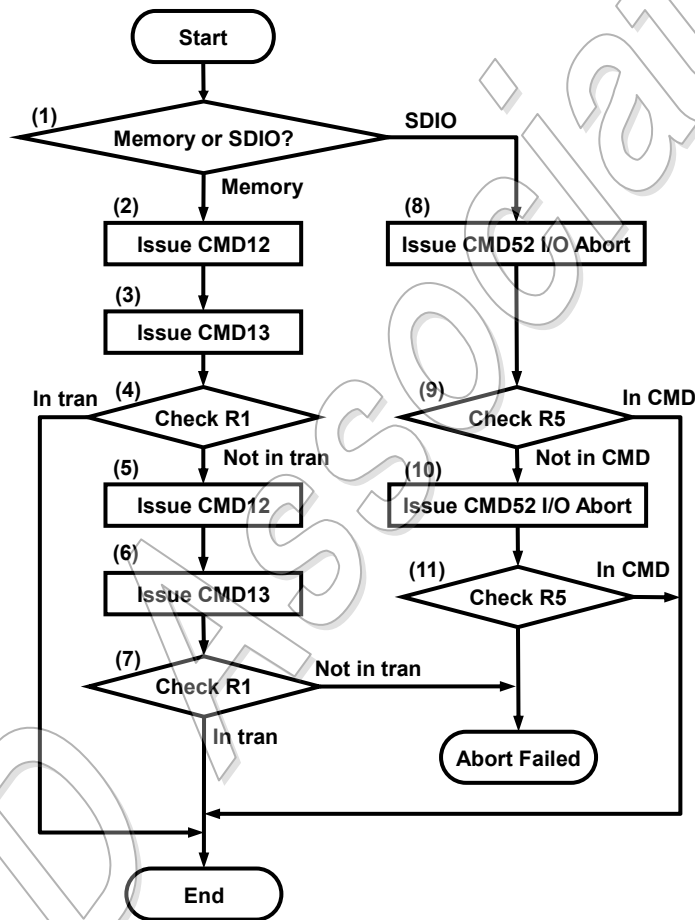 Start
(1)
Memory or SDIO?
SDIO
Memory
(2)
Issue CMD12
(3)
Issue CMD13
(4)
In tran
Check R1
Not in tran
(5)
Issue CMD12
(6)
Issue CMD13
(7)
Check R1
Not in tran
In tran
(8)
Issue CMD52 I/O Abort
(9)
Check R5
In CMD
Not in CMD
(10)
Issue CMD52 I/O Abort
(11)
Check R5
In CMD
Abort Failed
End
D Associa